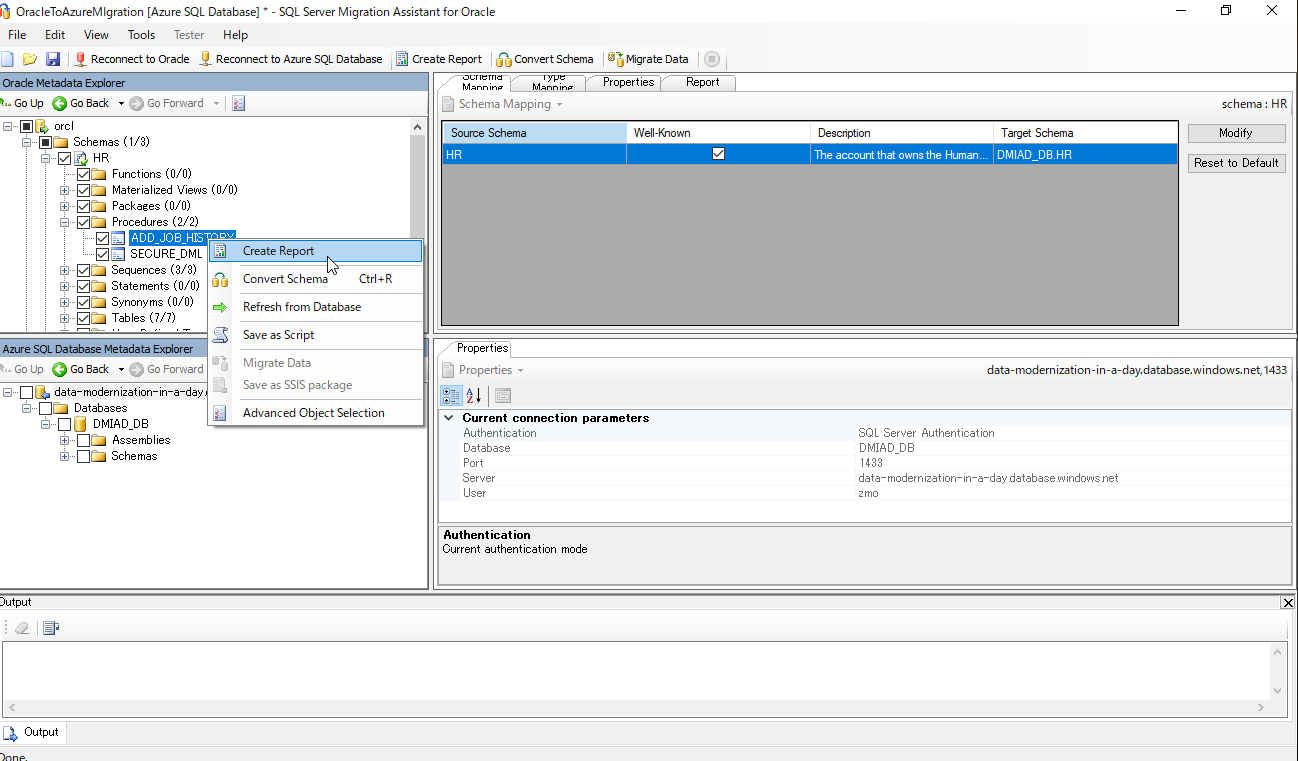 OracleToAzureMIgration [Azure SQL Database] * - SQL Server Migration Assistant for Oracle
File Edit View Tools Tester Help
Reconnect to Oracle Reconnect to Azure SQL Database Create Report Convert Schema Migrate Data
Oracle Metadata Explorer
Go Up Go Back Go Forward
orcl
Schemas (1/3)
HR
Functions (0/0)
Materialized Views (0/0)
Packages (0/0)
Procedures (2/2)
ADD_JOB_HISTORY
SECURE_DML
Sequences (3/3)
Statements (0/0)
Synonyms (0/0)
Tables (7/7)
Create Report
Convert Schema Ctrl+R
Refresh from Database
Save as Script
Migrate Data
Save as SSIS package
Advanced Object Selection
Schema Mapping Type Mapping Properties Report
Schema Mapping schema : HR
Source Schema Well-Known Description Target Schema
HR The account that owns the Human... DMIAD_DB.HR
Modify
Reset to Default
Azure SQL Database Metadata Explorer
Go Up Go Back Go Forward
data-modernization-in-a-day.
Databases
DMIAD_DB
Assemblies
Schemas
Properties
Properties data-modernization-in-a-day.database.windows.net,1433
Current connection parameters
Authentication SQL Server Authentication
Database DMIAD_DB
Port 1433
Server data-modernization-in-a-day.database.windows.net
User zmo
Authentication
Current authentication mode
Output
Output
Done.